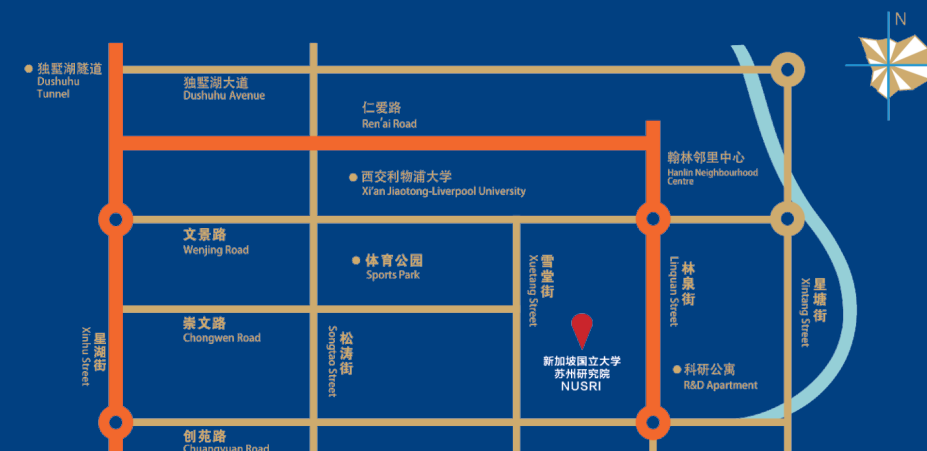 N
独墅湖隧道
Dushuhu
Tunnel
独墅湖大道
Dushuhu Avenue
仁爱路
Ren'ai Road
翰林邻里中心
Hanlin Neighbourhood
Centre
西交利物浦大学
Xi'an Jiaotong-Liverpool University
文景路
Wenjing Road
体育公园
Sports Park
雪堂街
Xuetang Street
林泉街
Linquan Street
星塘街
Xintang Street
崇文路
Chongwen Road
星湖街
Xinhu Street
松涛街
Songtao Street
新加坡国立大学
苏州研究院
NUSRI
科研公寓
R&D Apartment
创苑路
Chuangyuan Road